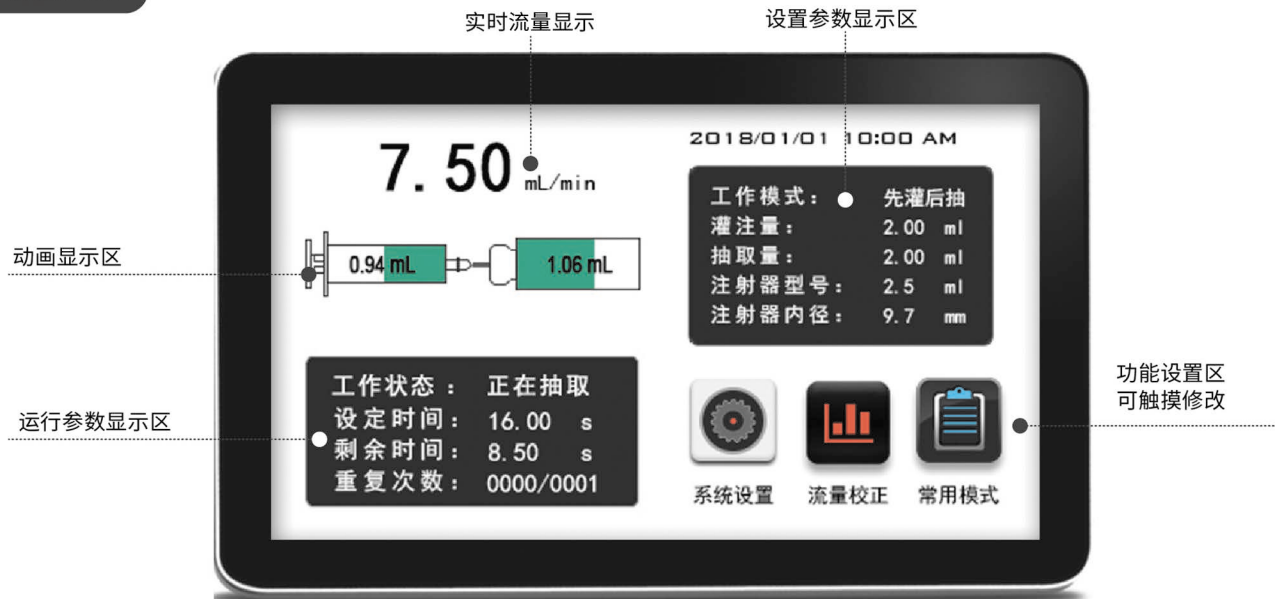 实时流量显示
设置参数显示区
7.50 mL/min
2018/01/01 10:00 AM
工作模式： 先灌后抽
灌注量： 2.00 ml
抽取量： 2.00 ml
注射器型号： 2.5 ml
注射器内径： 9.7 mm
动画显示区
0.94 mL
1.06 mL
工作状态： 正在抽取
设定时间： 16.00 s
剩余时间： 8.50 s
重复次数： 0000/0001
运行参数显示区
功能设置区
可触摸修改
系统设置
流量校正
常用模式